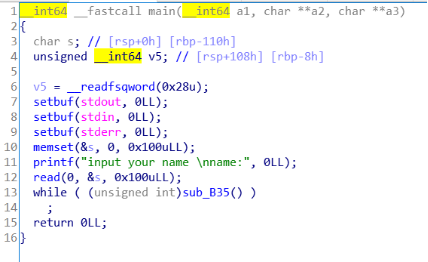 1 __int64 __fastcall main(__int64 a1, char **a2, char **a3)
2 {
3 char s; // [rsp+0h] [rbp-110h]
4 unsigned __int64 v5; // [rsp+108h] [rbp-8h]
5
6 v5 = __readfsqword(0x28u);
7 setbuf(stdout, 0LL);
8 setbuf(stdin, 0LL);
9 setbuf(stderr, 0LL);
10 memset(&s, 0, 0x100uLL);
11 printf("input your name \nname:", 0LL);
12 read(0, &s, 0x100uLL);
13 while ( (unsigned int)sub_B35() )
14 ;
15 return 0LL;
16 }